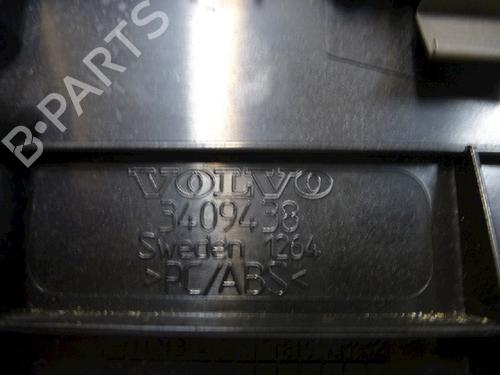 B-PARTS
VOLVO
3409438
Sweden 1264
>PC/ABS<